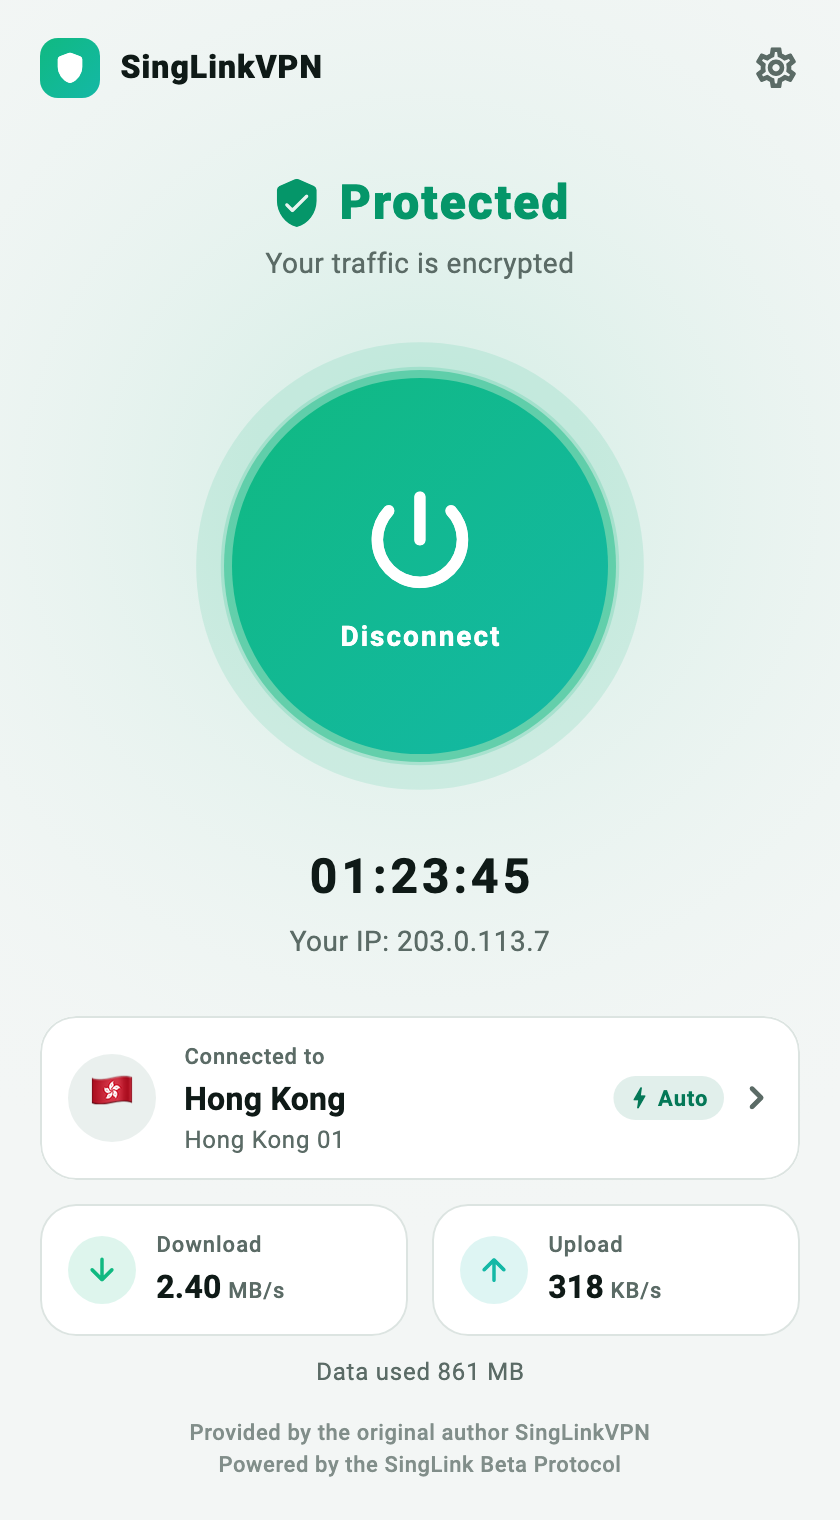 SingLinkVPN
Protected
Your traffic is encrypted
Disconnect
01:23:45
Your IP: 203.0.113.7
Connected to
Hong Kong
Auto
Hong Kong 01
Download
2.40 MB/s
Upload
318 KB/s
Data used 861 MB
Provided by the original author SingLinkVPN
Powered by the SingLink Beta Protocol